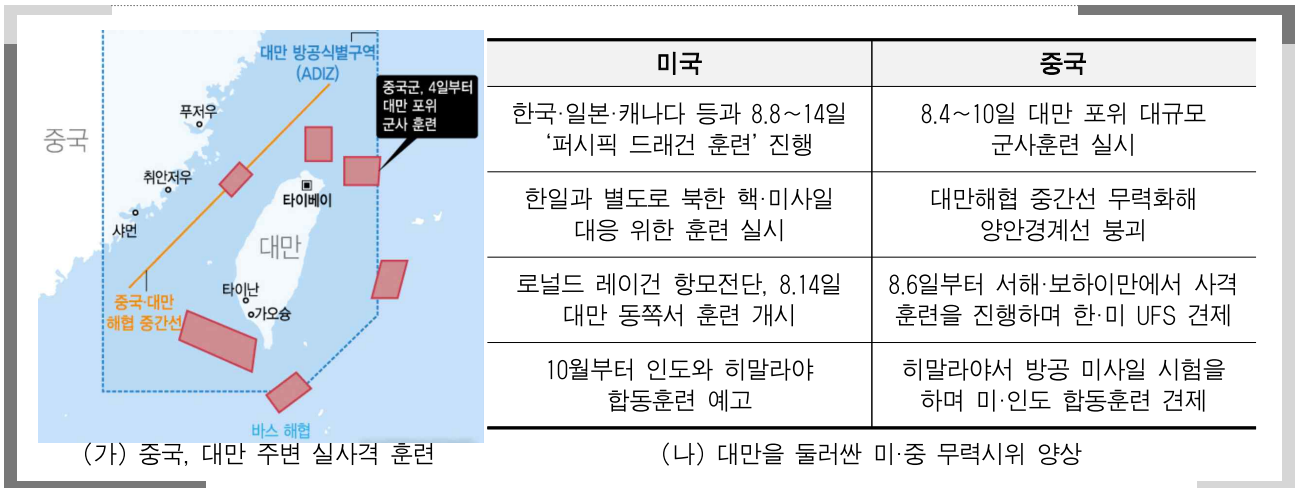 대만 방공식별구역
(ADIZ)
중국군, 4일부터
대만 포위
군사 훈련
푸저우
중국
취안저우
타이베이
샤먼
대만
타이난
가오슝
중국·대만
해협 중간선
바스 해협
(가) 중국, 대만 주변 실사격 훈련
미국
중국
한국·일본·캐나다 등과 8.8~14일
‘퍼시픽 드래건 훈련’ 진행
8.4~10일 대만 포위 대규모
군사훈련 실시
한일과 별도로 북한 핵·미사일
대응 위한 훈련 실시
대만해협 중간선 무력화해
양안경계선 붕괴
로널드 레이건 항모전단, 8.14일
대만 동쪽서 훈련 개시
8.6일부터 서해·보하이만에서 사격
훈련을 진행하며 한·미 UFS 견제
10월부터 인도와 히말라야
합동훈련 예고
히말라야서 방공 미사일 시험을
하며 미·인도 합동훈련 견제
(나) 대만을 둘러싼 미·중 무력시위 양상